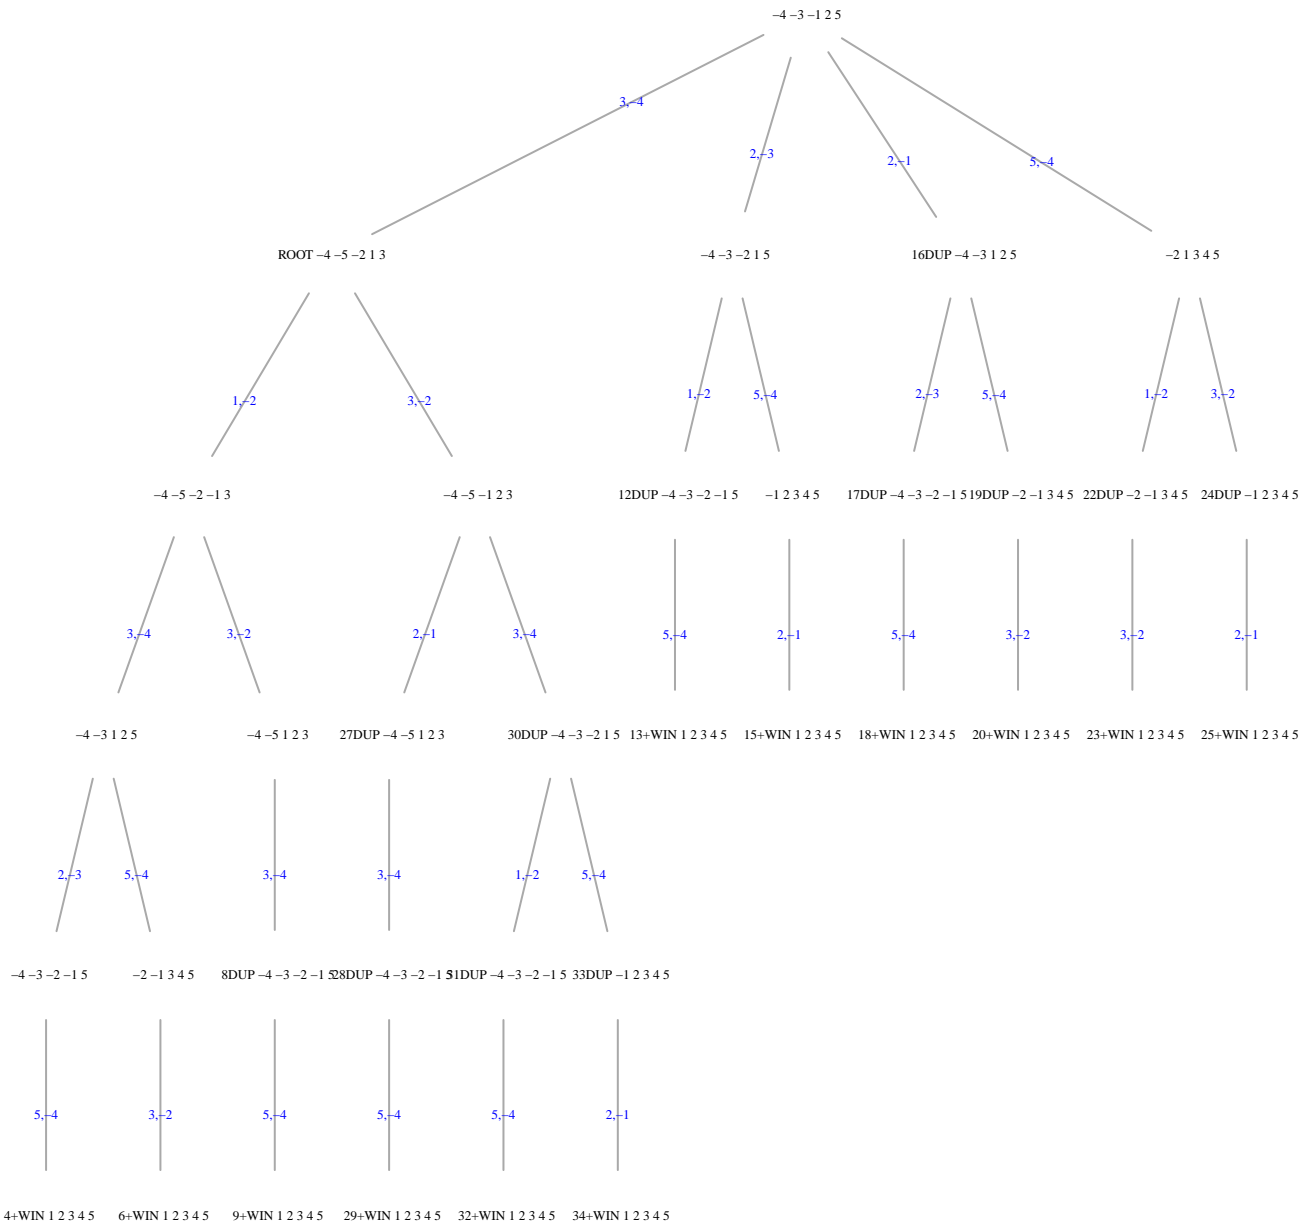 −4 −3 −1 2 5
3,−4
2,−3
2,−1
5,−4
ROOT −4 −5 −2 1 3
−4 −3 −2 1 5
16DUP −4 −3 1 2 5
−2 1 3 4 5
1,−2
3,−2
1,−2
5,−4
2,−3
5,−4
1,−2
3,−2
−4 −5 −2 −1 3
−4 −5 −1 2 3
12DUP −4 −3 −2 −1 5
−1 2 3 4 5
17DUP −4 −3 −2 −1 5
19DUP −2 −1 3 4 5
22DUP −2 −1 3 4 5
24DUP −1 2 3 4 5
3,−4
3,−2
2,−1
3,−4
5,−4
2,−1
5,−4
3,−2
3,−2
2,−1
−4 −3 1 2 5
−4 −5 1 2 3
27DUP −4 −5 1 2 3
30DUP −4 −3 −2 1 5
13+WIN 1 2 3 4 5
15+WIN 1 2 3 4 5
18+WIN 1 2 3 4 5
20+WIN 1 2 3 4 5
23+WIN 1 2 3 4 5
25+WIN 1 2 3 4 5
2,−3
5,−4
3,−4
3,−4
1,−2
5,−4
−4 −3 −2 −1 5
−2 −1 3 4 5
8DUP −4 −3 −2 −1 5
28DUP −4 −3 −2 −1 5
31DUP −4 −3 −2 −1 5
33DUP −1 2 3 4 5
5,−4
3,−2
5,−4
5,−4
5,−4
2,−1
4+WIN 1 2 3 4 5
6+WIN 1 2 3 4 5
9+WIN 1 2 3 4 5
29+WIN 1 2 3 4 5
32+WIN 1 2 3 4 5
34+WIN 1 2 3 4 5